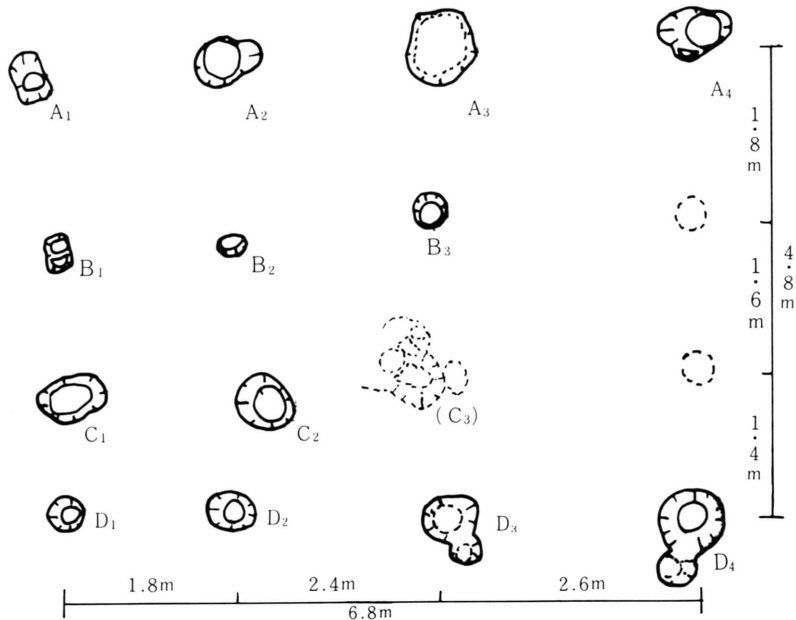 A₁
A₂
A₃
A₄
B₁
B₂
B₃
C₁
C₂
(C₃)
D₁
D₂
D₃
D₄
1.8m
1.6m
1.4m
4.8m
1.8m
2.4m
2.6m
6.8m